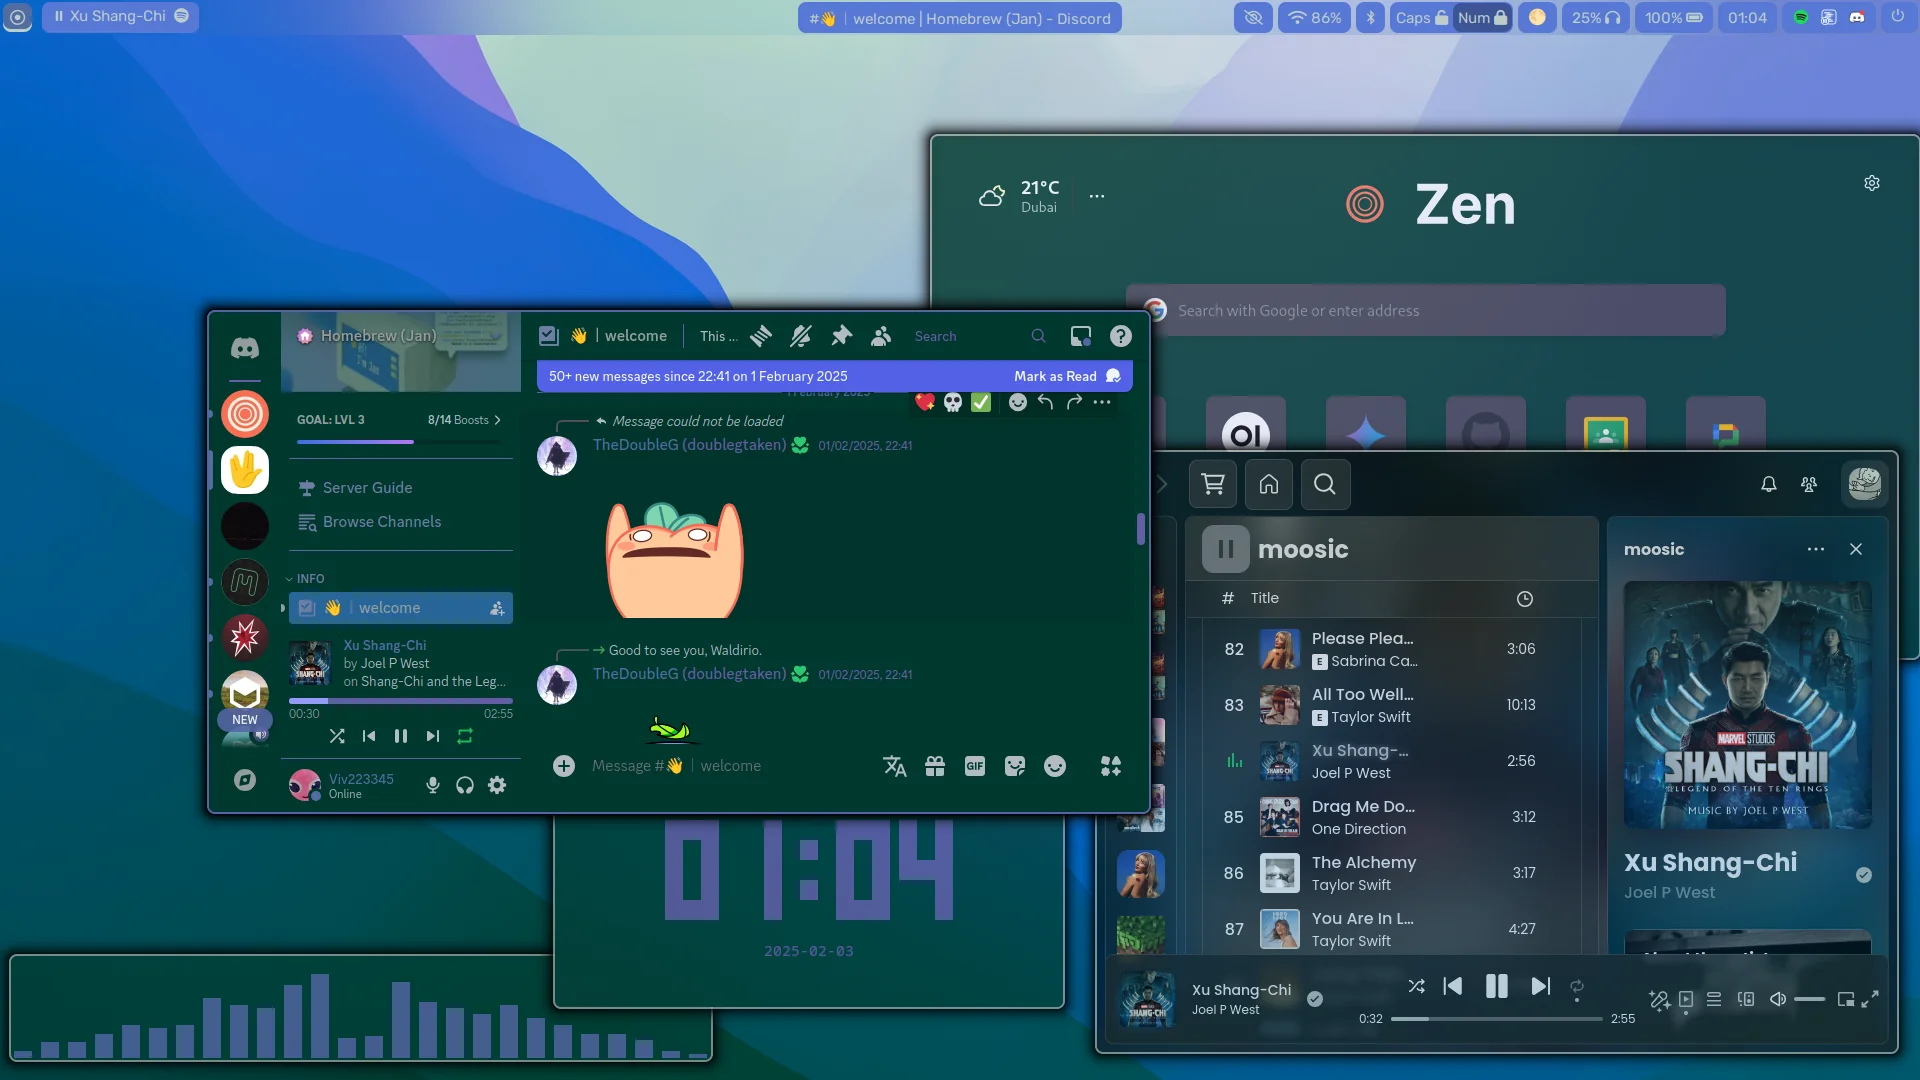 Xu Shang-Chi
#👋 | welcome | Homebrew (Jan) - Discord
86%
Caps
Num
25%
100%
01:04
21°C
Dubai
Zen
Search with Google or enter address
Homebrew (Jan)
👋 | welcome
This ...
Search
50+ new messages since 22:41 on 1 February 2025
Mark as Read
GOAL: LVL 3
8/14 Boosts
Server Guide
Browse Channels
INFO
👋 | welcome
Xu Shang-Chi
by Joel P West
on Shang-Chi and the Leg...
00:30
02:55
NEW
Viv223345
Online
1 February 2025
Message could not be loaded
TheDoubleG (doublegtaken)
01/02/2025, 22:41
Good to see you, Waldirio.
TheDoubleG (doublegtaken)
01/02/2025, 22:41
Message #👋 | welcome
GIF
01:04
2025-02-03
moosic
# Title
82
Please Plea...
E Sabrina Ca...
3:06
83
All Too Well...
E Taylor Swift
10:13
Xu Shang-...
Joel P West
2:56
85
Drag Me Do...
One Direction
3:12
86
The Alchemy
Taylor Swift
3:17
87
You Are In L...
Taylor Swift
4:27
moosic
MARVEL STUDIOS
SHANG-CHI
LEGEND OF THE TEN RINGS
MUSIC BY JOEL P WEST
Xu Shang-Chi
Joel P West
Xu Shang-Chi
Joel P West
0:32
2:55